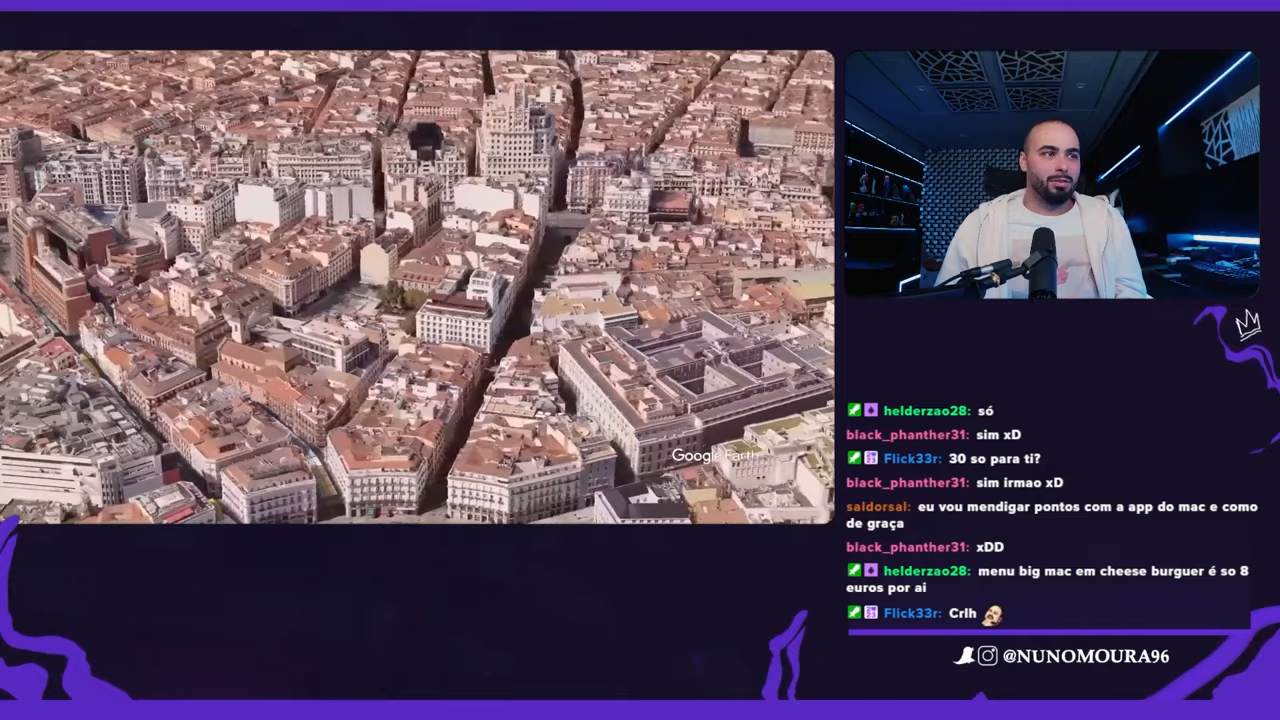 Google Earth
helderzao28: só
black_phanther31: sim xD
Flick33r: 30 so para ti?
black_phanther31: sim irmao xD
saldorsal: eu vou mendigar pontos com a app do mac e como
de graça
black_phanther31: xDD
helderzao28: menu big mac em cheese burguer é so 8
euros por ai
Flick33r: Crlh
@NUNOMOURA96